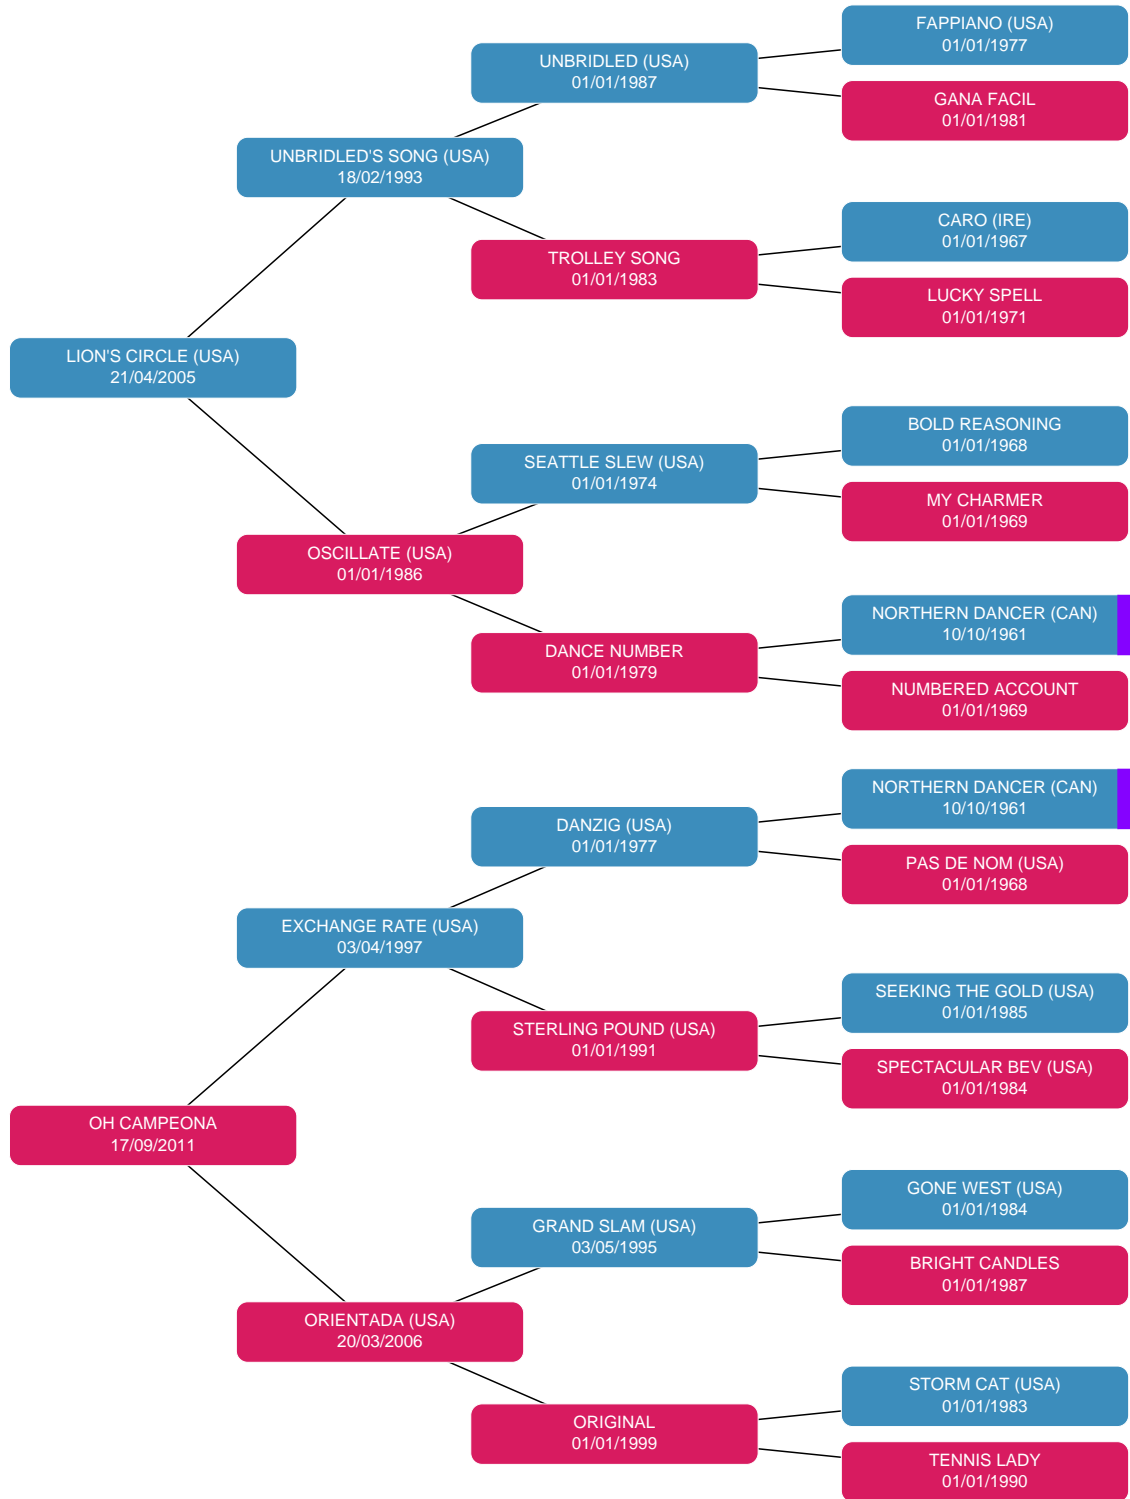 FAPPIANO (USA)
01/01/1977
UNBRIDLED (USA)
01/01/1987
GANA FACIL
01/01/1981
UNBRIDLED'S SONG (USA)
18/02/1993
CARO (IRE)
01/01/1967
TROLLEY SONG
01/01/1983
LUCKY SPELL
01/01/1971
LION'S CIRCLE (USA)
21/04/2005
BOLD REASONING
01/01/1968
SEATTLE SLEW (USA)
01/01/1974
MY CHARMER
01/01/1969
OSCILLATE (USA)
01/01/1986
NORTHERN DANCER (CAN)
10/10/1961
DANCE NUMBER
01/01/1979
NUMBERED ACCOUNT
01/01/1969
NORTHERN DANCER (CAN)
10/10/1961
DANZIG (USA)
01/01/1977
PAS DE NOM (USA)
01/01/1968
EXCHANGE RATE (USA)
03/04/1997
SEEKING THE GOLD (USA)
01/01/1985
STERLING POUND (USA)
01/01/1991
SPECTACULAR BEV (USA)
01/01/1984
OH CAMPEONA
17/09/2011
GONE WEST (USA)
01/01/1984
GRAND SLAM (USA)
03/05/1995
BRIGHT CANDLES
01/01/1987
ORIENTADA (USA)
20/03/2006
STORM CAT (USA)
01/01/1983
ORIGINAL
01/01/1999
TENNIS LADY
01/01/1990